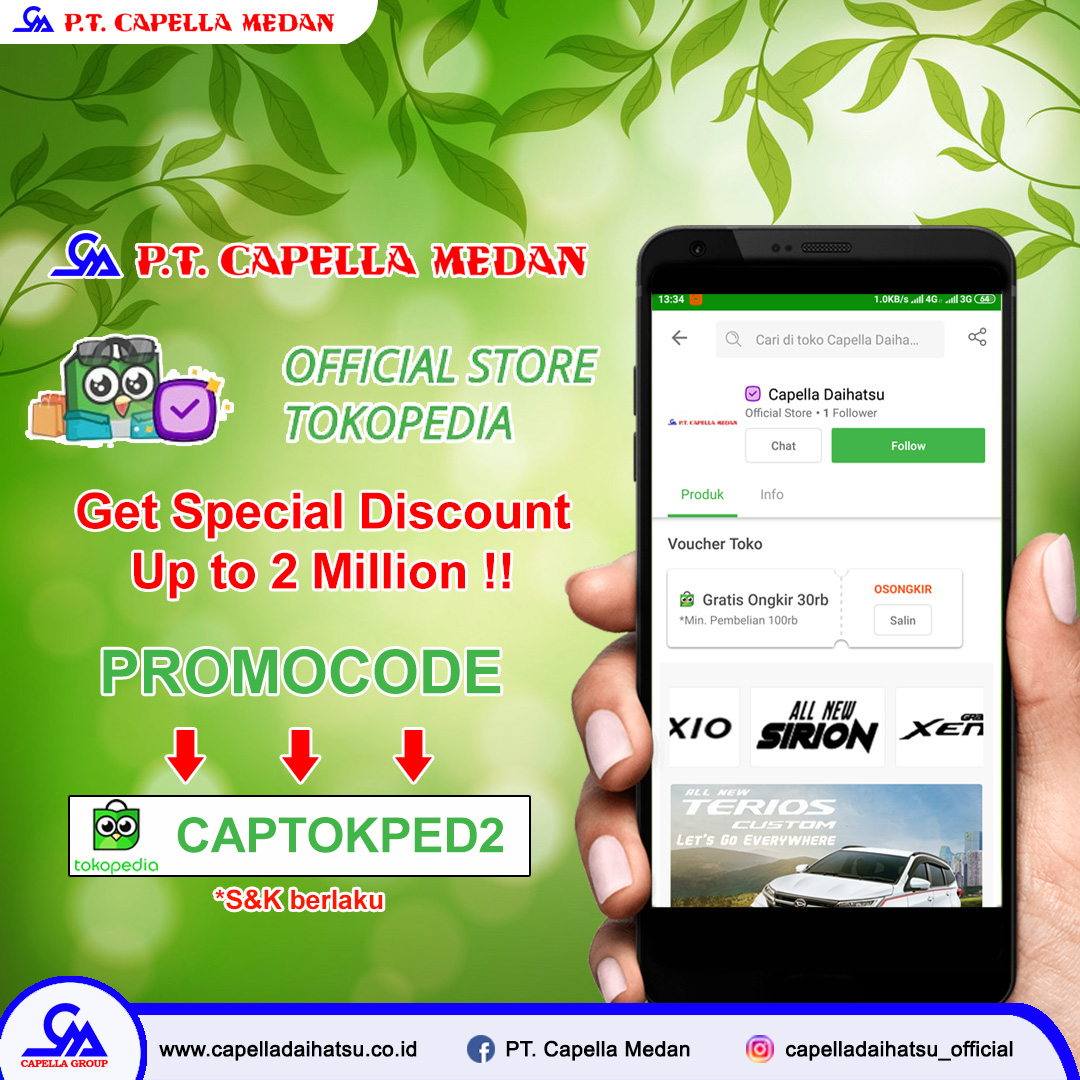 P.T. CAPELLA MEDAN
P.T. CAPELLA MEDAN
OFFICIAL STORE
TOKOPEDIA
Get Special Discount
Up to 2 Million !!
PROMOCODE
tokopedia
CAPTOKPED2
*S&K berlaku
13:34
1.0KB/s 4G 3G 64
Cari di toko Capella Daiha...
P.T. CAPELLA MEDAN
Capella Daihatsu
Official Store • 1 Follower
Chat
Follow
Produk
Info
Voucher Toko
Gratis Ongkir 30rb
*Min. Pembelian 100rb
OSONGKIR
Salin
XIO
ALL NEW
SIRION
GRA
XEN
ALL NEW
TERIOS
CUSTOM
LET'S GO EVERYWHERE
CAPELLA GROUP
www.capelladaihatsu.co.id
PT. Capella Medan
capelladaihatsu_official